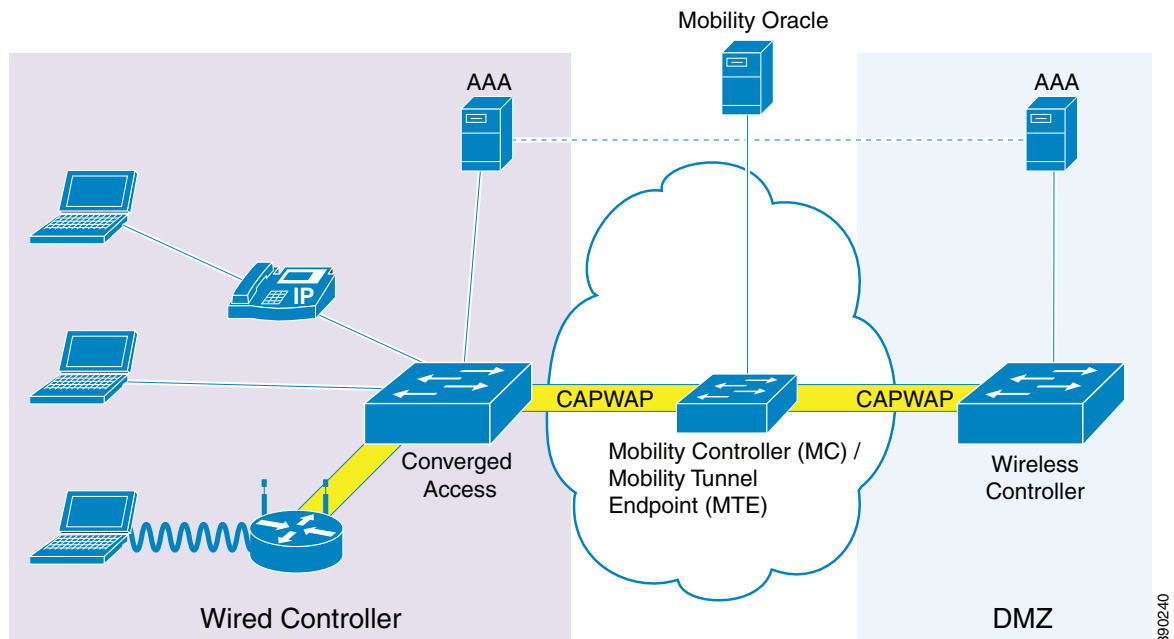 Mobility Oracle
AAA
AAA
IP
CAPWAP
CAPWAP
Converged
Access
Mobility Controller (MC) /
Mobility Tunnel
Endpoint (MTE)
Wireless
Controller
Wired Controller
DMZ
390240